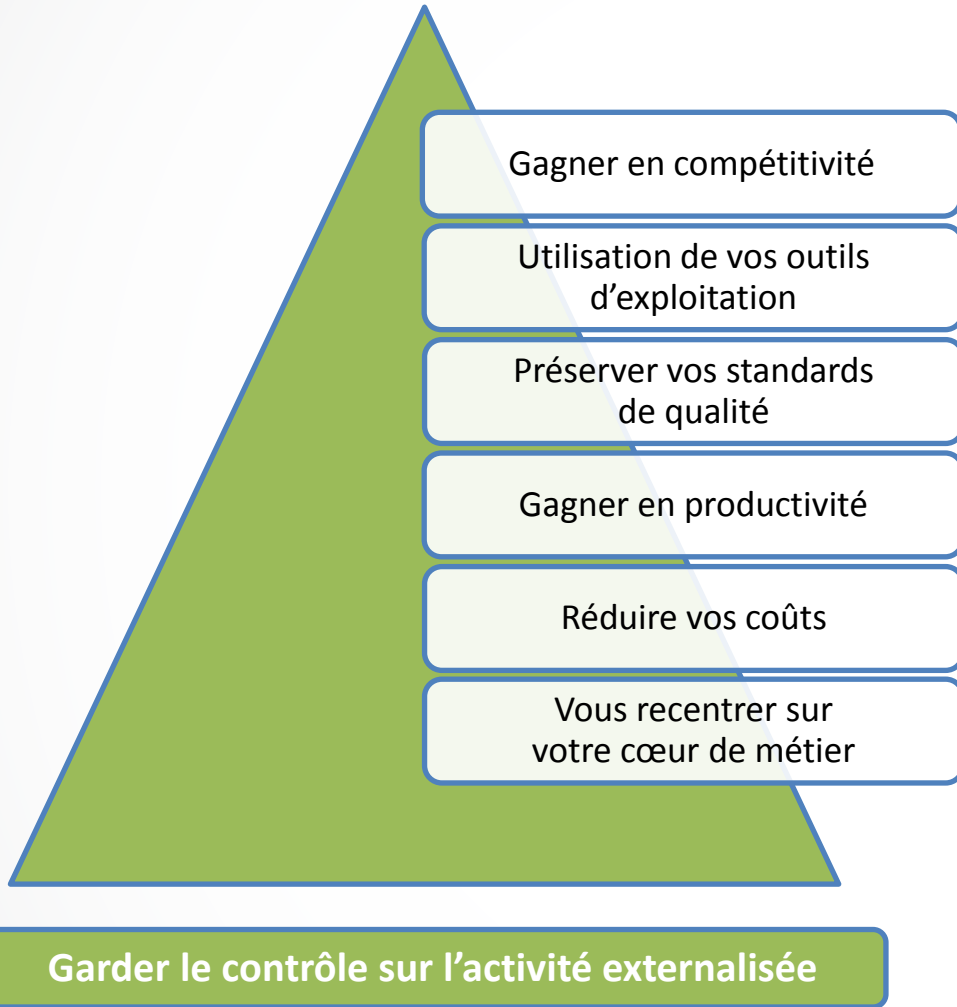 Gagner en compétitivité
Utilisation de vos outils
d’exploitation
Préserver vos standards
de qualité
Gagner en productivité
Réduire vos coûts
Vous recentrer sur
votre cœur de métier
Garder le contrôle sur l’activité externalisée